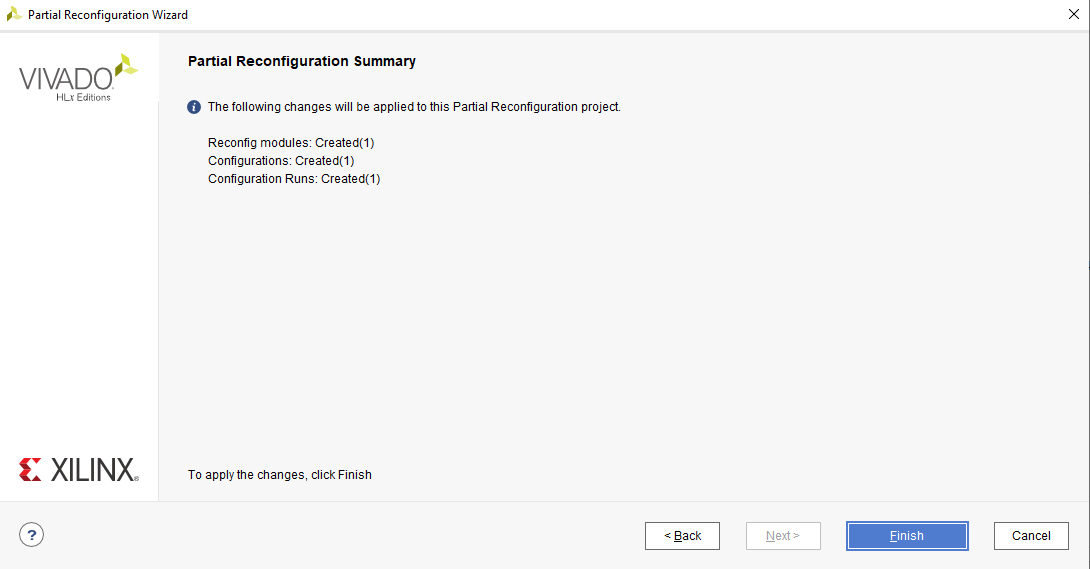 Partial Reconfiguration Wizard
VIVADO.
HLx Editions
Partial Reconfiguration Summary
The following changes will be applied to this Partial Reconfiguration project.
Reconfig modules: Created(1)
Configurations: Created(1)
Configuration Runs: Created(1)
XILINX®
To apply the changes, click Finish
?
< Back
Next >
Finish
Cancel